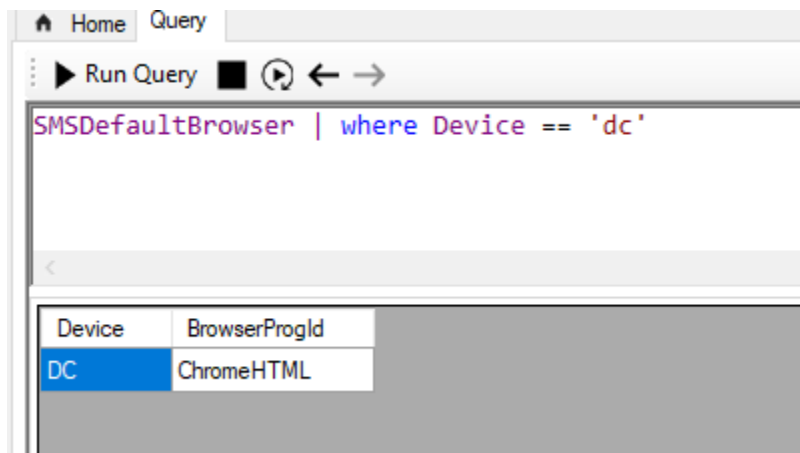 Home Query
Run Query
SMSDefaultBrowser | where Device == 'dc'
Device BrowserProgId
DC ChromeHTML